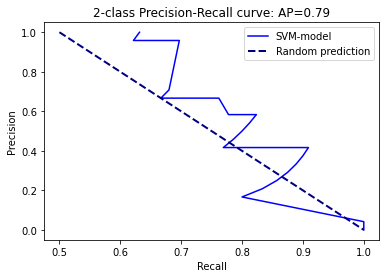 2-class Precision-Recall curve: AP=0.79
1.0
0.8
0.6
0.4
0.2
0.0
Precision
SVM-model
Random prediction
0.5 0.6 0.7 0.8 0.9 1.0
Recall